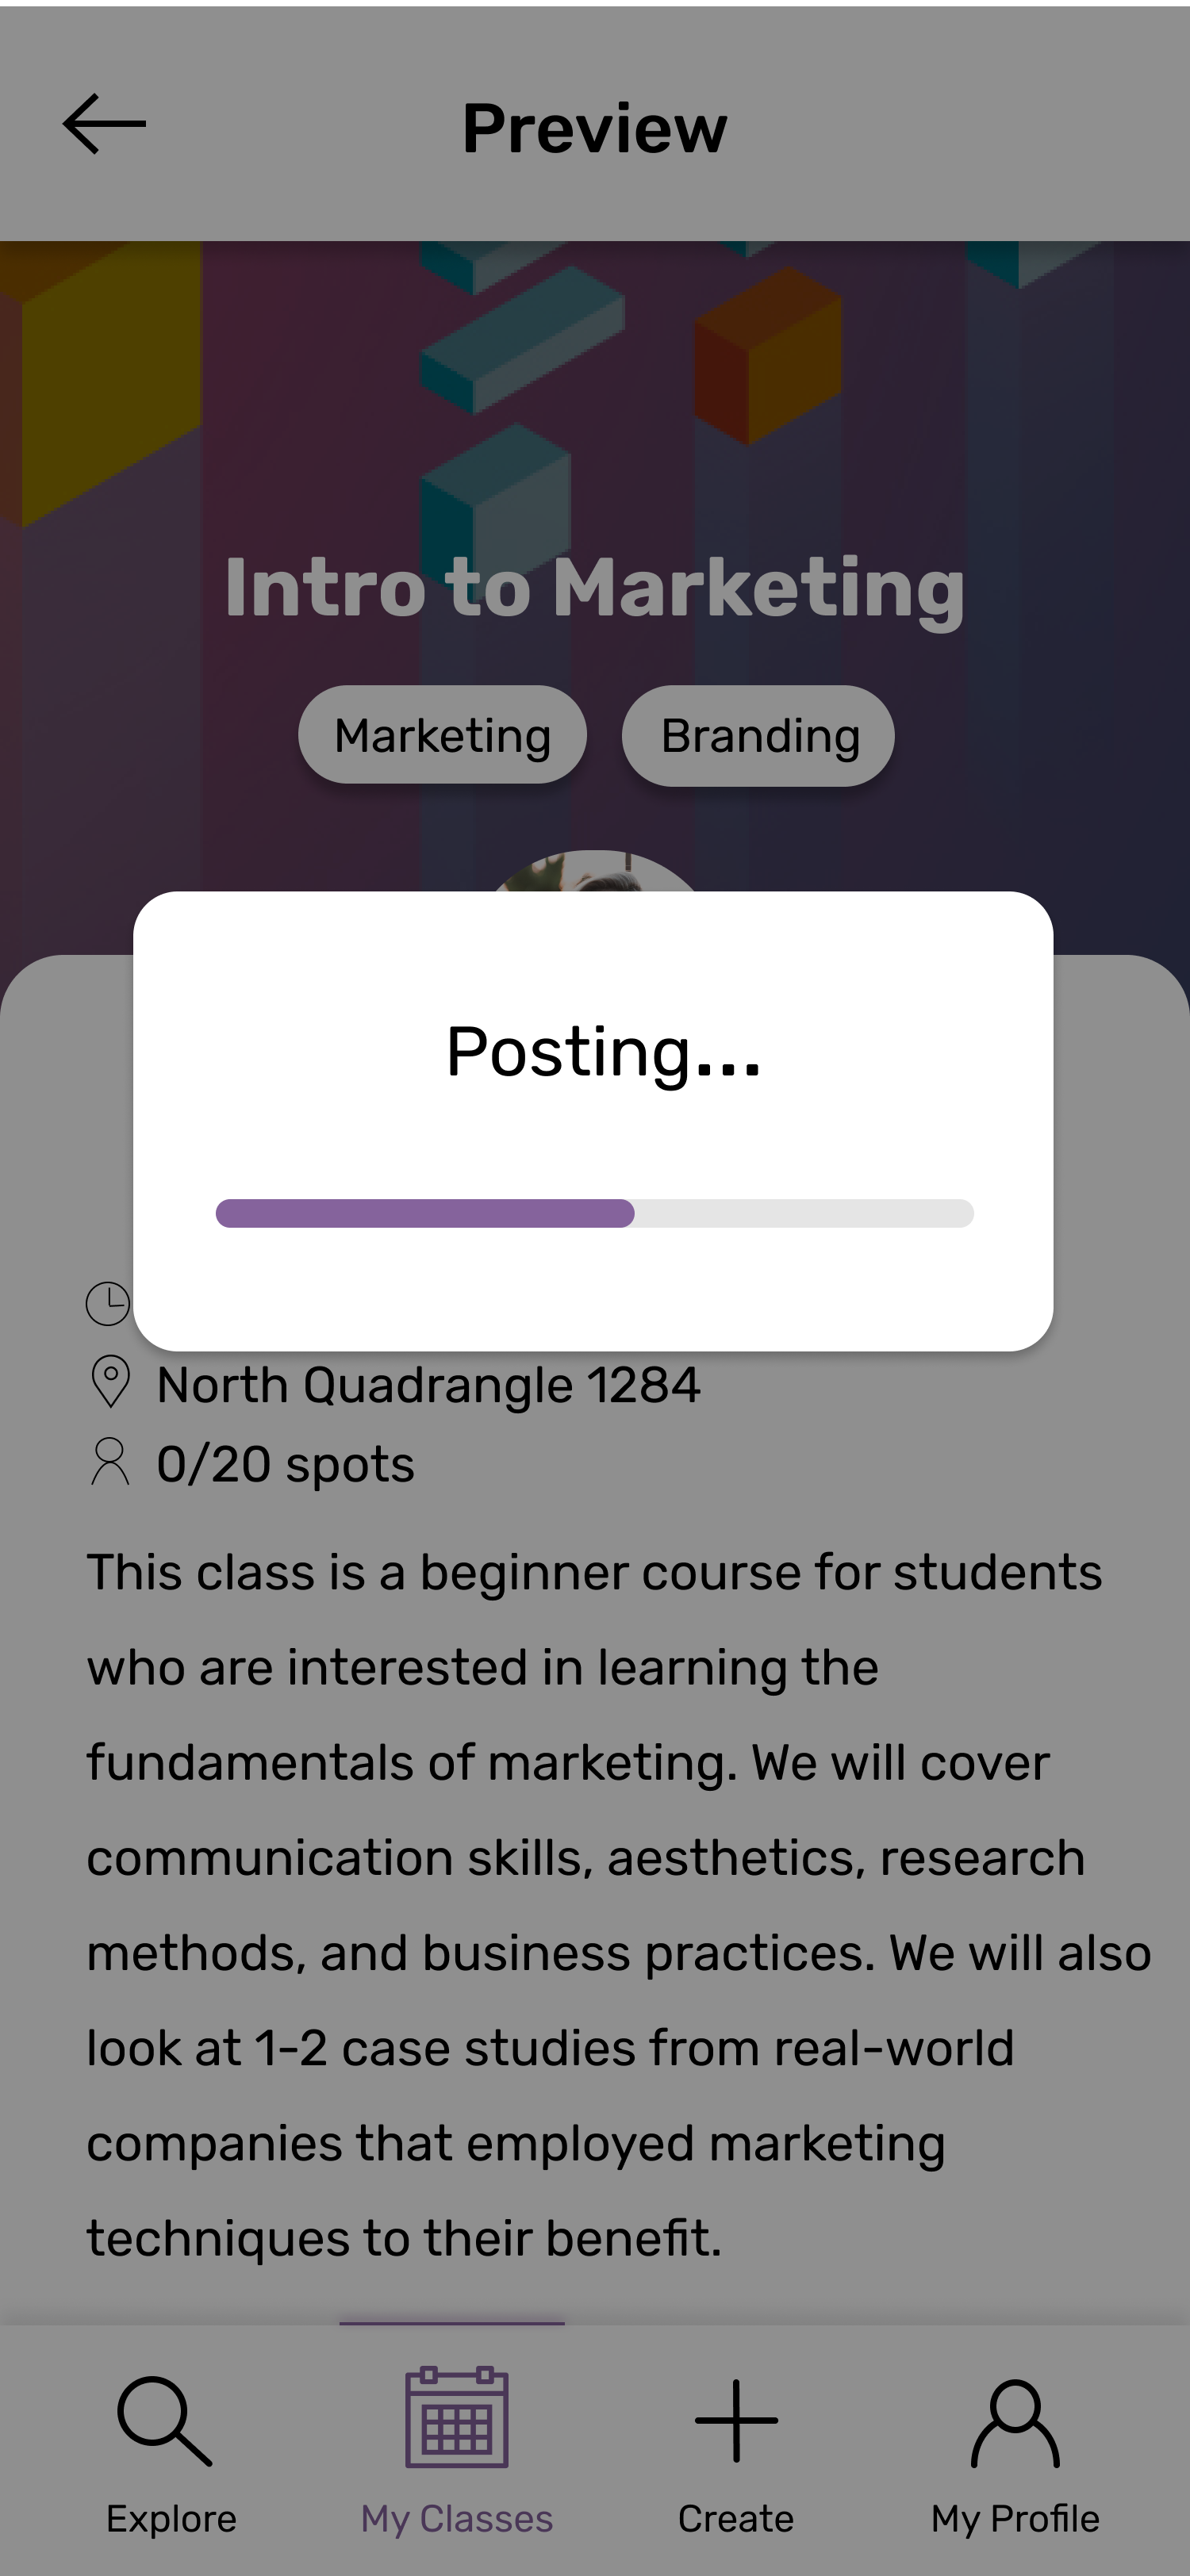 Preview
Intro to Marketing
Marketing Branding
Posting...
North Quadrangle 1284
0/20 spots
This class is a beginner course for students
who are interested in learning the
fundamentals of marketing. We will cover
communication skills, aesthetics, research
methods, and business practices. We will also
look at 1-2 case studies from real-world
companies that employed marketing
techniques to their benefit.
Explore My Classes Create My Profile